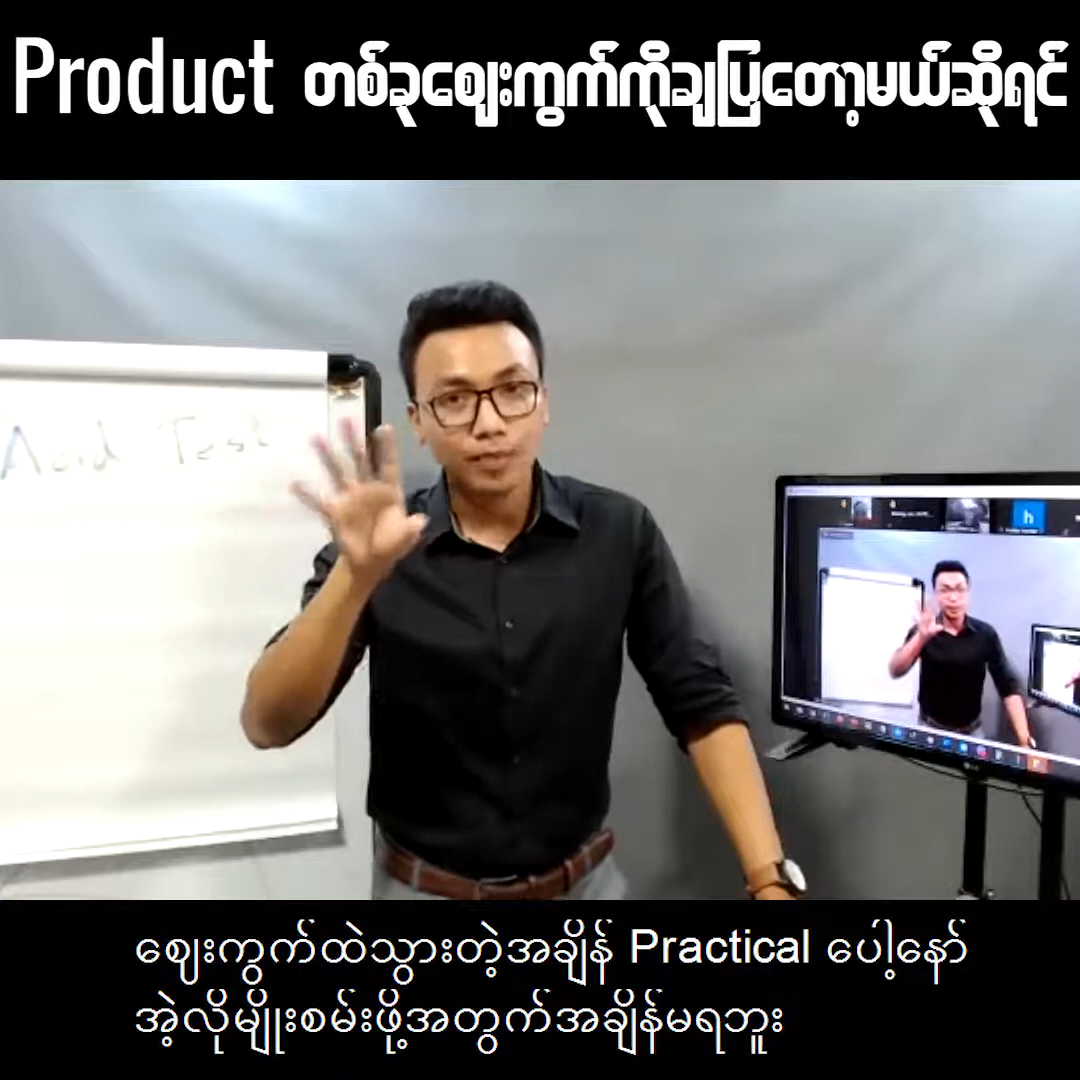 Product တစ်ခုဈေးကွက်ကိုချပြတော့မယ်ဆိုရင်
Acid Test
h
ဈေးကွက်ထဲသွားတဲ့အချိန် Practical ပေါ့နော်
အဲ့လိုမျိုးစမ်းဖို့အတွက်အချိန်မရဘူး